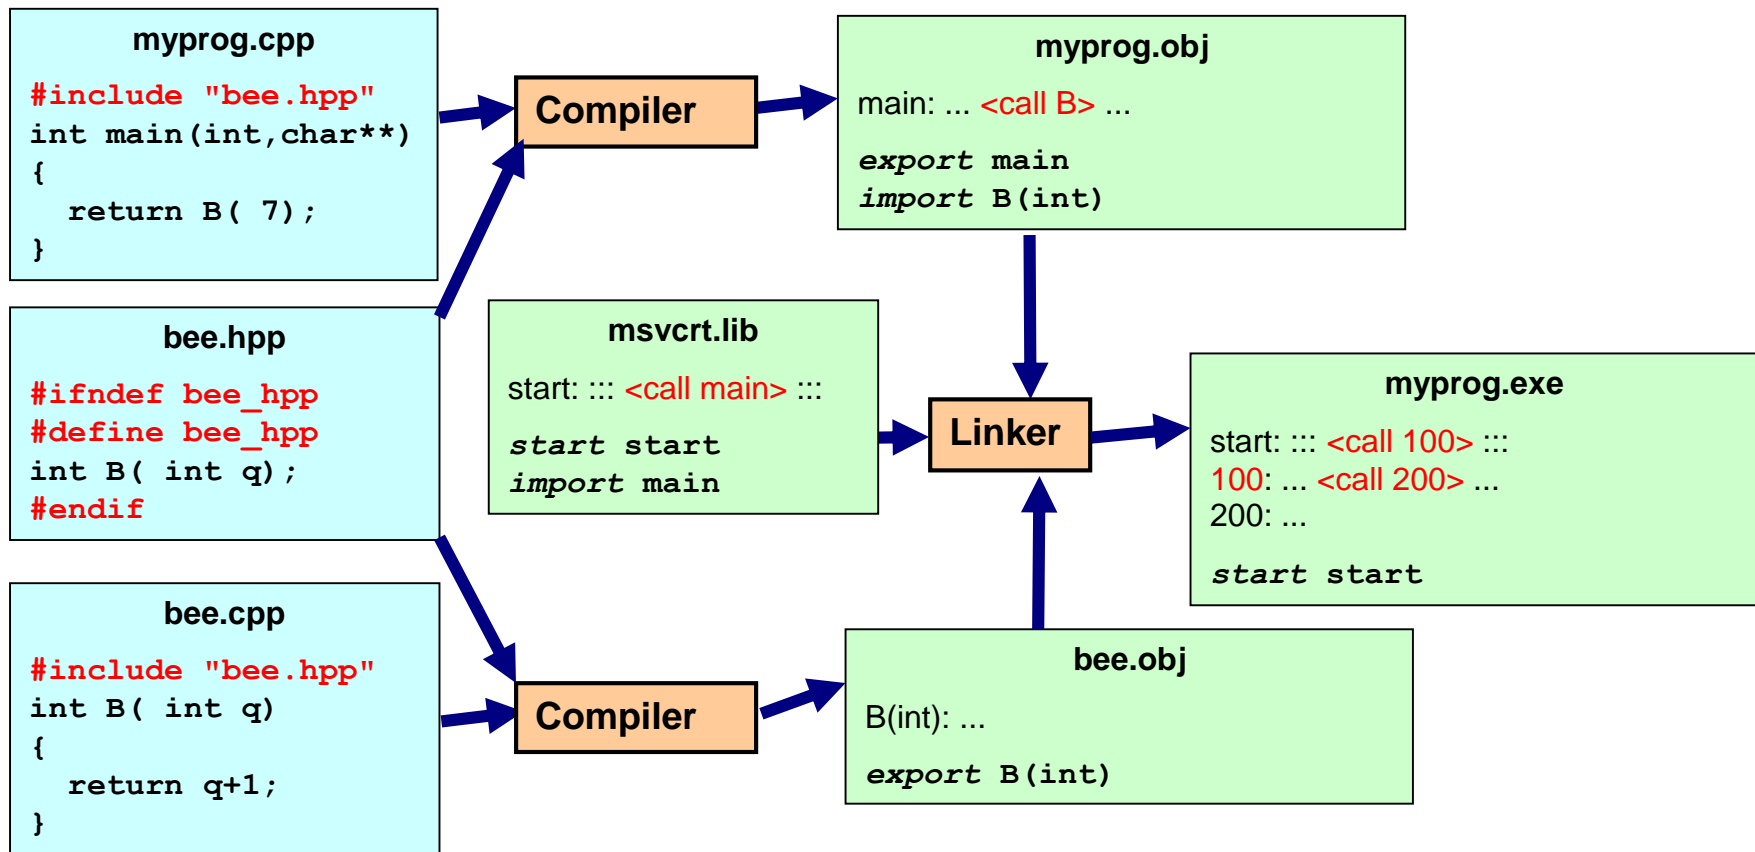 myprog.cpp
#include "bee.hpp"
int main(int,char**)
{
  return B( 7);
}
Compiler
myprog.obj
main: ... <call B> ...
export main
import B(int)
bee.hpp
#ifndef bee_hpp
#define bee_hpp
int B( int q);
#endif
msvcrt.lib
start: ::: <call main> :::
start start
import main
Linker
myprog.exe
start: ::: <call 100> :::
100: ... <call 200> ...
200: ...
start start
bee.cpp
#include "bee.hpp"
int B( int q)
{
  return q+1;
}
Compiler
bee.obj
B(int): ...
export B(int)